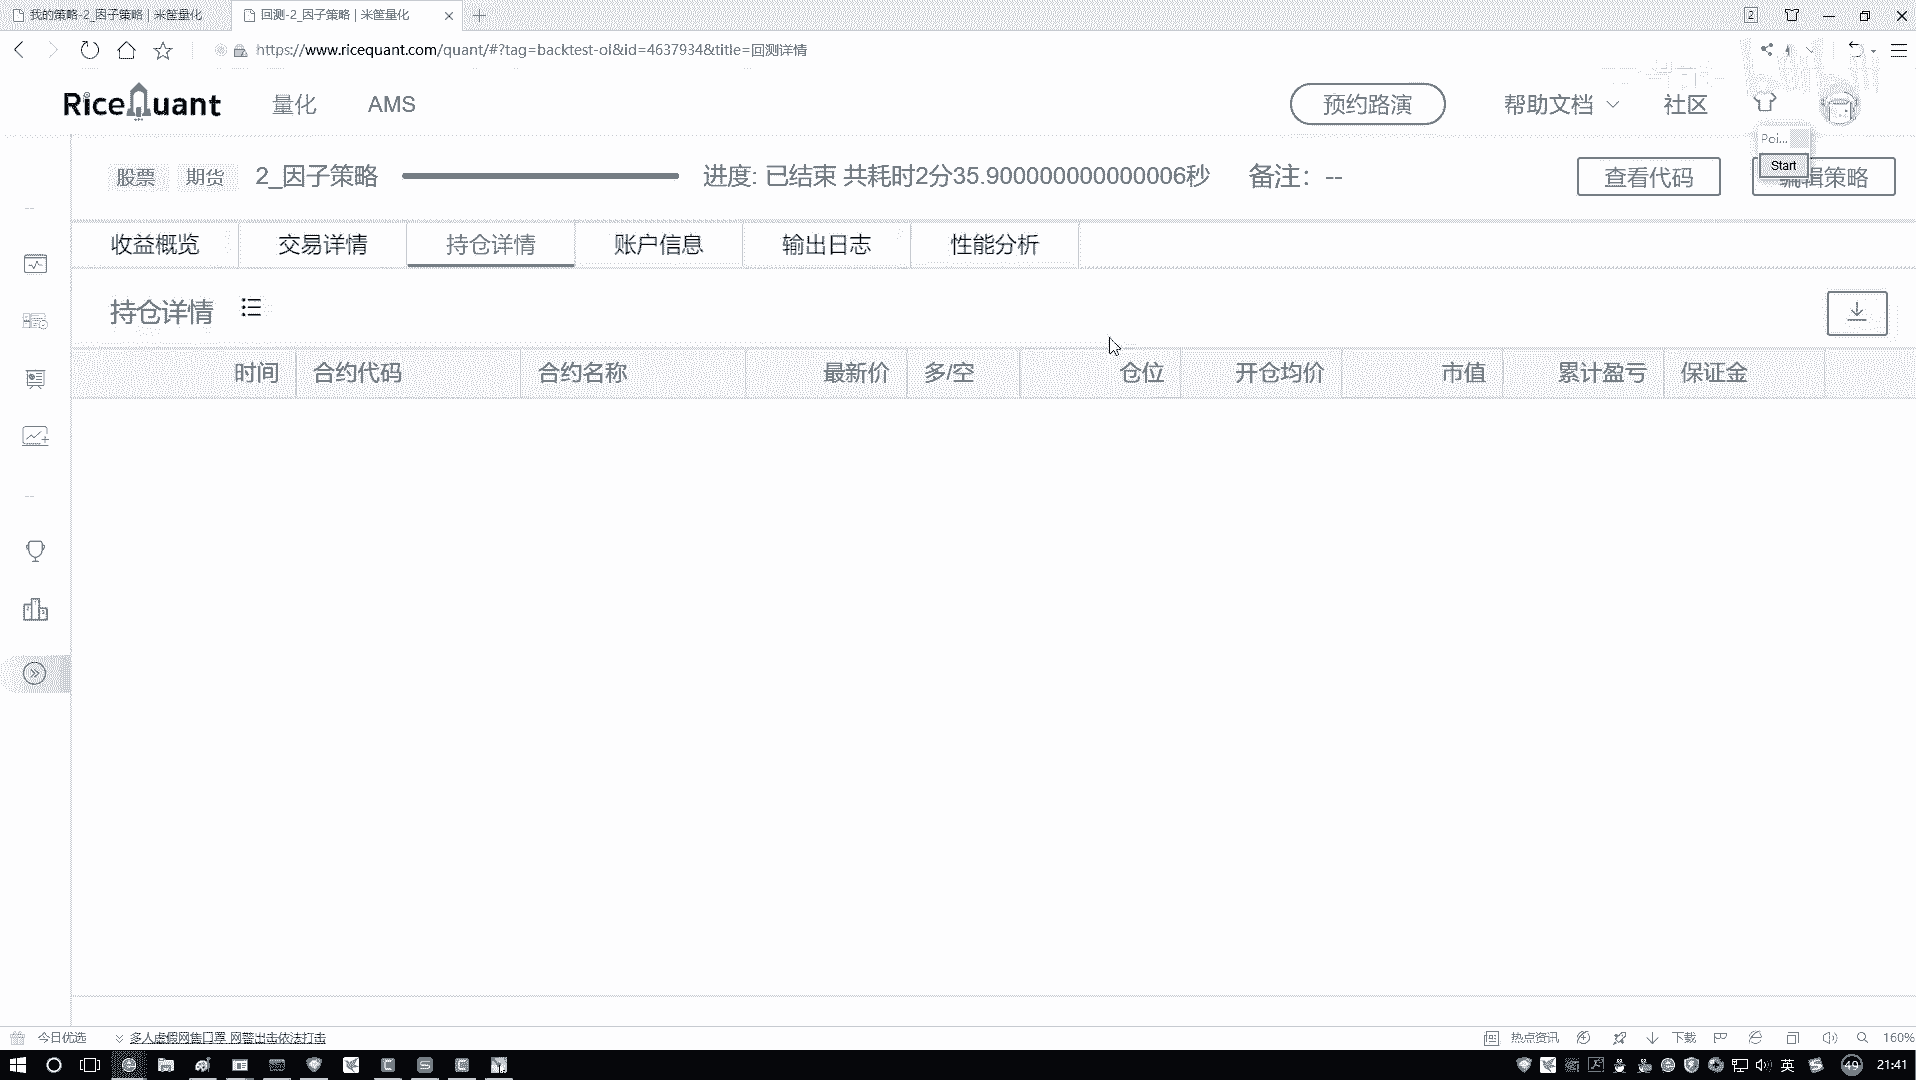 我的策略-2_因子策略 | 米筐量化
回测-2_因子策略 | 米筐量化
2
https://www.ricequant.com/quant/#?tag=backtest-ol&id=4637934&title=回测详情
RiceQuant
量化
AMS
预约路演
帮助文档
社区
Poi...
Start
股票
期货
2_因子策略
进度: 已结束 共耗时2分35.900000000000006秒
备注: --
查看代码
编辑策略
收益概览
交易详情
持仓详情
账户信息
输出日志
性能分析
持仓详情
时间
合约代码
合约名称
最新价
多/空
仓位
开仓均价
市值
累计盈亏
保证金
今日优选
多人虚假网售口罩 网警出击依法打击
热点资讯
下载
160%
英
49
21:41